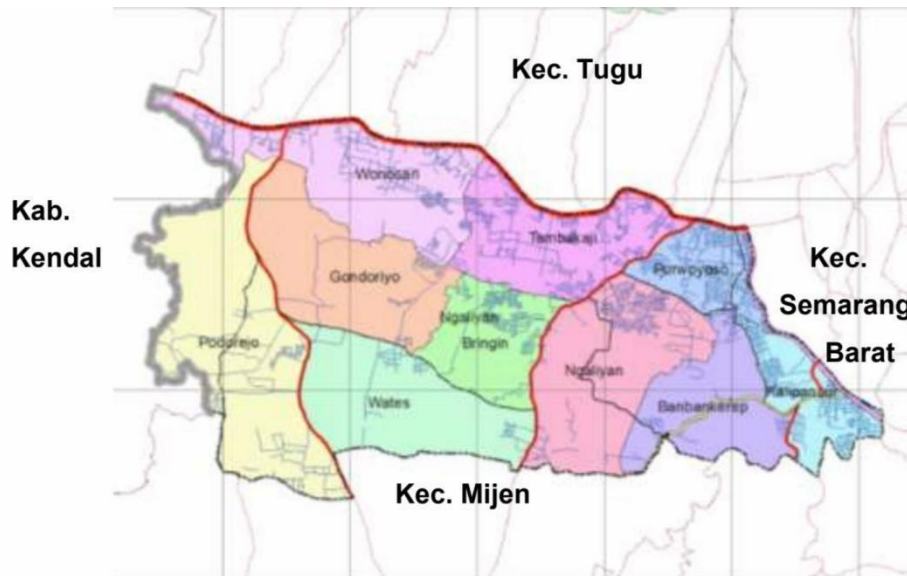 Kec. Tugu
Wonosari
Kab.
Kendal
Tambakaji
Kec.
Semarang
Barat
Purwoyoso
Gondoriyo
Ngaliyan
Bringin
Podorejo
Ngaliyan
Wates
Banbankerep
Kalipancur
Kec. Mijen